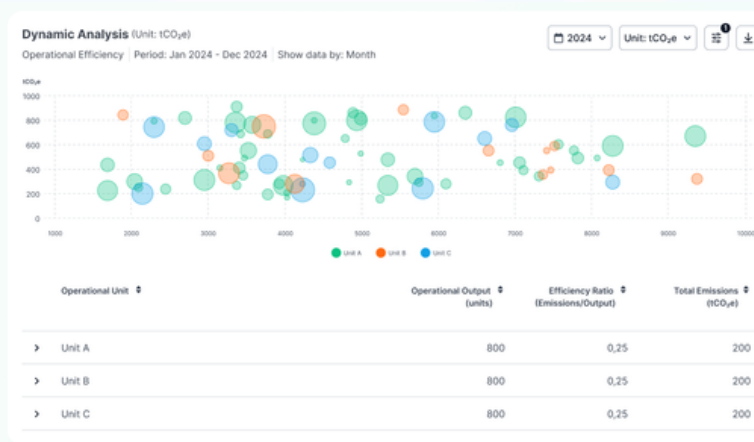 Dynamic Analysis (Unit: tCO₂e)
Operational Efficiency Period: Jan 2024 - Dec 2024 Show data by: Month
2024
Unit: tCO₂e
1
tCO₂e
1000
800
600
400
200
0
1000 2000 3000 4000 5000 6000 7000 8000 9000 10000
Unit A Unit B Unit C
Operational Unit Operational Output (units) Efficiency Ratio (Emissions/Output) Total Emissions (tCO₂e)
Unit A 800 0,25 200
Unit B 800 0,25 200
Unit C 800 0,25 200